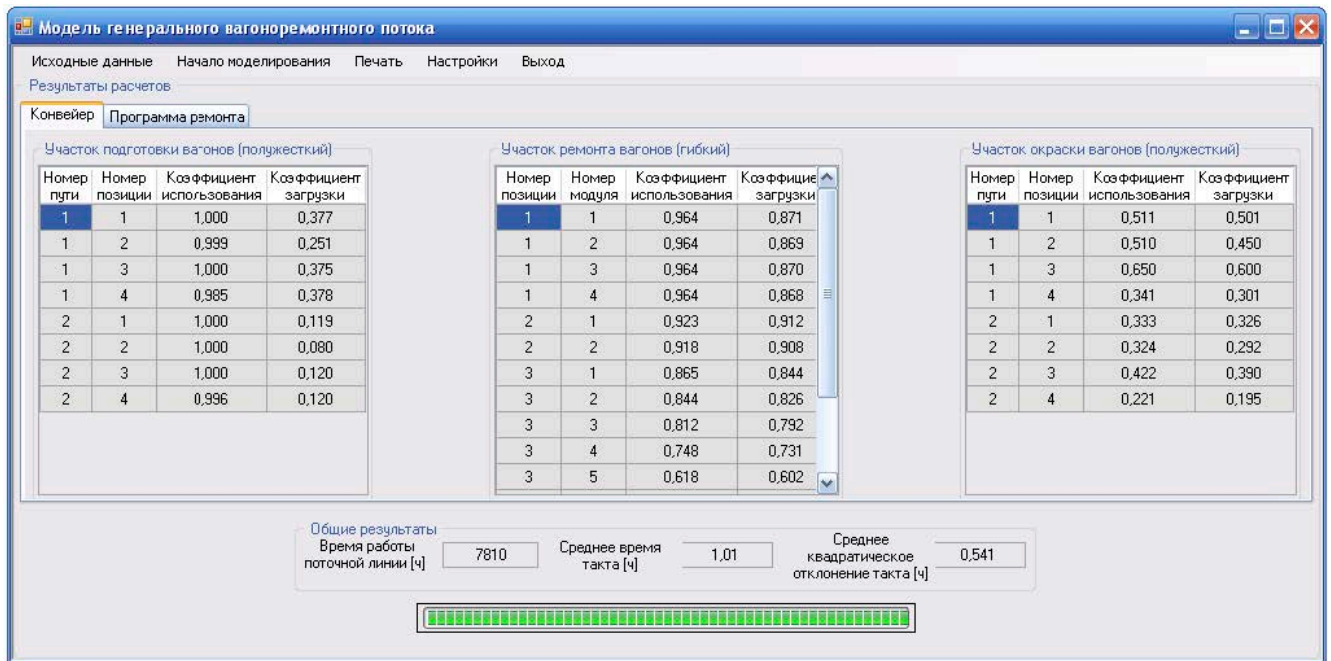 Модель генерального вагоноремонтного потока
Исходные данные Начало моделирования Печать Настройки Выход
Результаты расчетов
Конвейер Программа ремонта
Участок подготовки вагонов (полужесткий)
Номер пути Номер позиции Коэффициент использования Коэффициент загрузки
1 1 1,000 0,377
1 2 0,999 0,251
1 3 1,000 0,375
1 4 0,985 0,378
2 1 1,000 0,119
2 2 1,000 0,080
2 3 1,000 0,120
2 4 0,996 0,120
Участок ремонта вагонов (гибкий)
Номер позиции Номер модуля Коэффициент использования Коэффицие загрузки
1 1 0,964 0,871
1 2 0,964 0,869
1 3 0,964 0,870
1 4 0,964 0,868
2 1 0,923 0,912
2 2 0,918 0,908
3 1 0,865 0,844
3 2 0,844 0,826
3 3 0,812 0,792
3 4 0,748 0,731
3 5 0,618 0,602
Участок окраски вагонов (полужесткий)
Номер пути Номер позиции Коэффициент использования Коэффициент загрузки
1 1 0,511 0,501
1 2 0,510 0,450
1 3 0,650 0,600
1 4 0,341 0,301
2 1 0,333 0,326
2 2 0,324 0,292
2 3 0,422 0,390
2 4 0,221 0,195
Общие результаты
Время работы поточной линии [ч] 7810
Среднее время такта [ч] 1,01
Среднее квадратическое отклонение такта [ч] 0,541